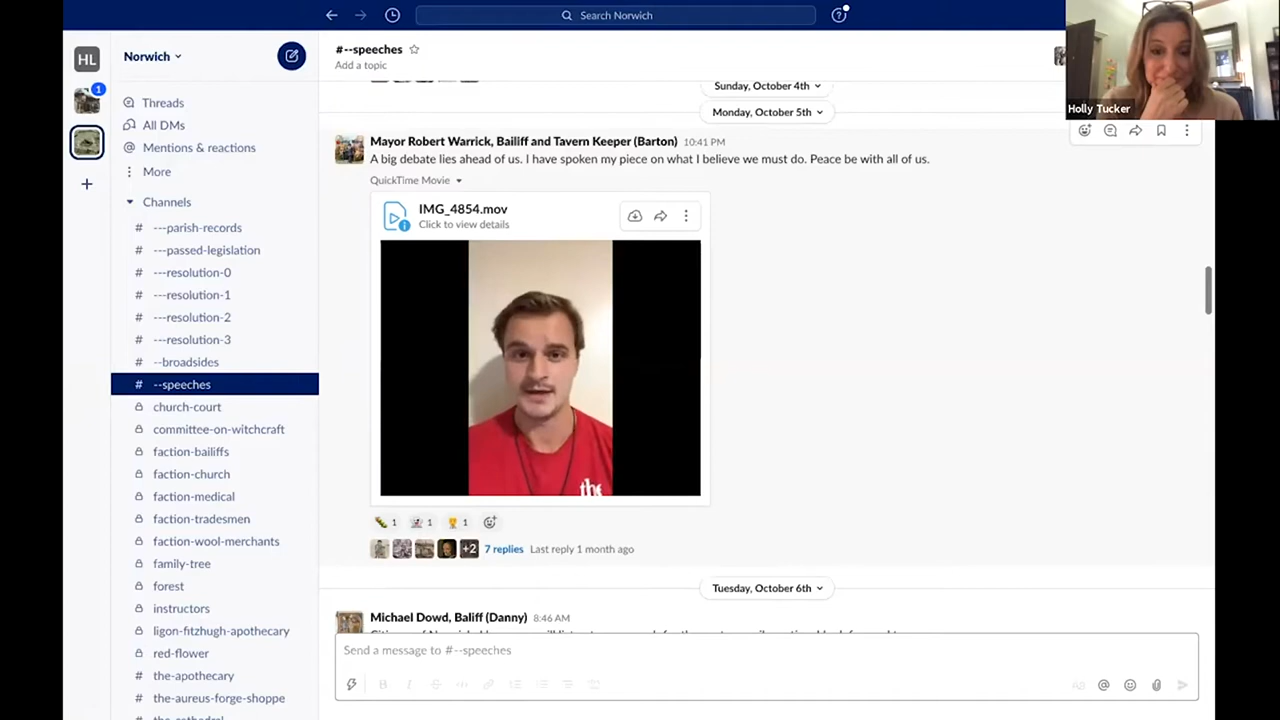 Search Norwich
HL
Norwich
#--speeches
Add a topic
Holly Tucker
1
Threads
All DMs
Mentions & reactions
More
Channels
# ---parish-records
# ---passed-legislation
# ---resolution-0
# ---resolution-1
# ---resolution-2
# ---resolution-3
# --broadsides
# --speeches
church-court
committee-on-witchcraft
faction-bailiffs
faction-church
faction-medical
faction-tradesmen
faction-wool-merchants
family-tree
forest
instructors
ligon-fitzhugh-apothecary
red-flower
# the-apothecary
# the-aureus-forge-shoppe
the-cathedral
Sunday, October 4th
Monday, October 5th
Mayor Robert Warrick, Bailiff and Tavern Keeper (Barton) 10:41 PM
A big debate lies ahead of us. I have spoken my piece on what I believe we must do. Peace be with all of us.
QuickTime Movie
IMG_4854.mov
Click to view details
the
1 1 1
+2 7 replies Last reply 1 month ago
Tuesday, October 6th
Michael Dowd, Baliff (Danny) 8:46 AM
Send a message to #--speeches